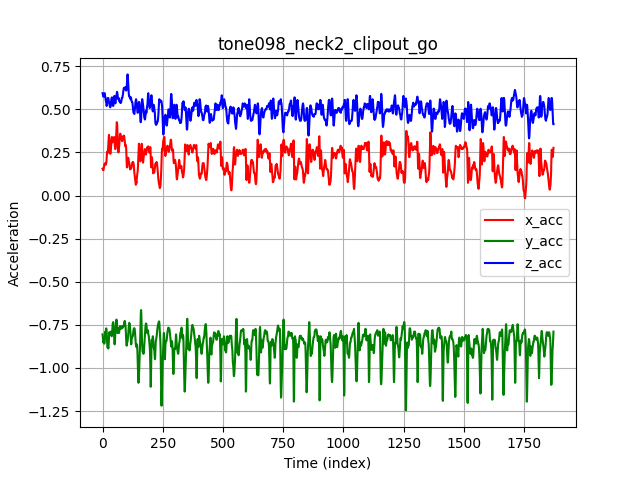 tone098_neck2_clipout_go
0.75
0.50
0.25
0.00
−0.25
−0.50
−0.75
−1.00
−1.25
Acceleration
x_acc
y_acc
z_acc
0 250 500 750 1000 1250 1500 1750
Time (index)